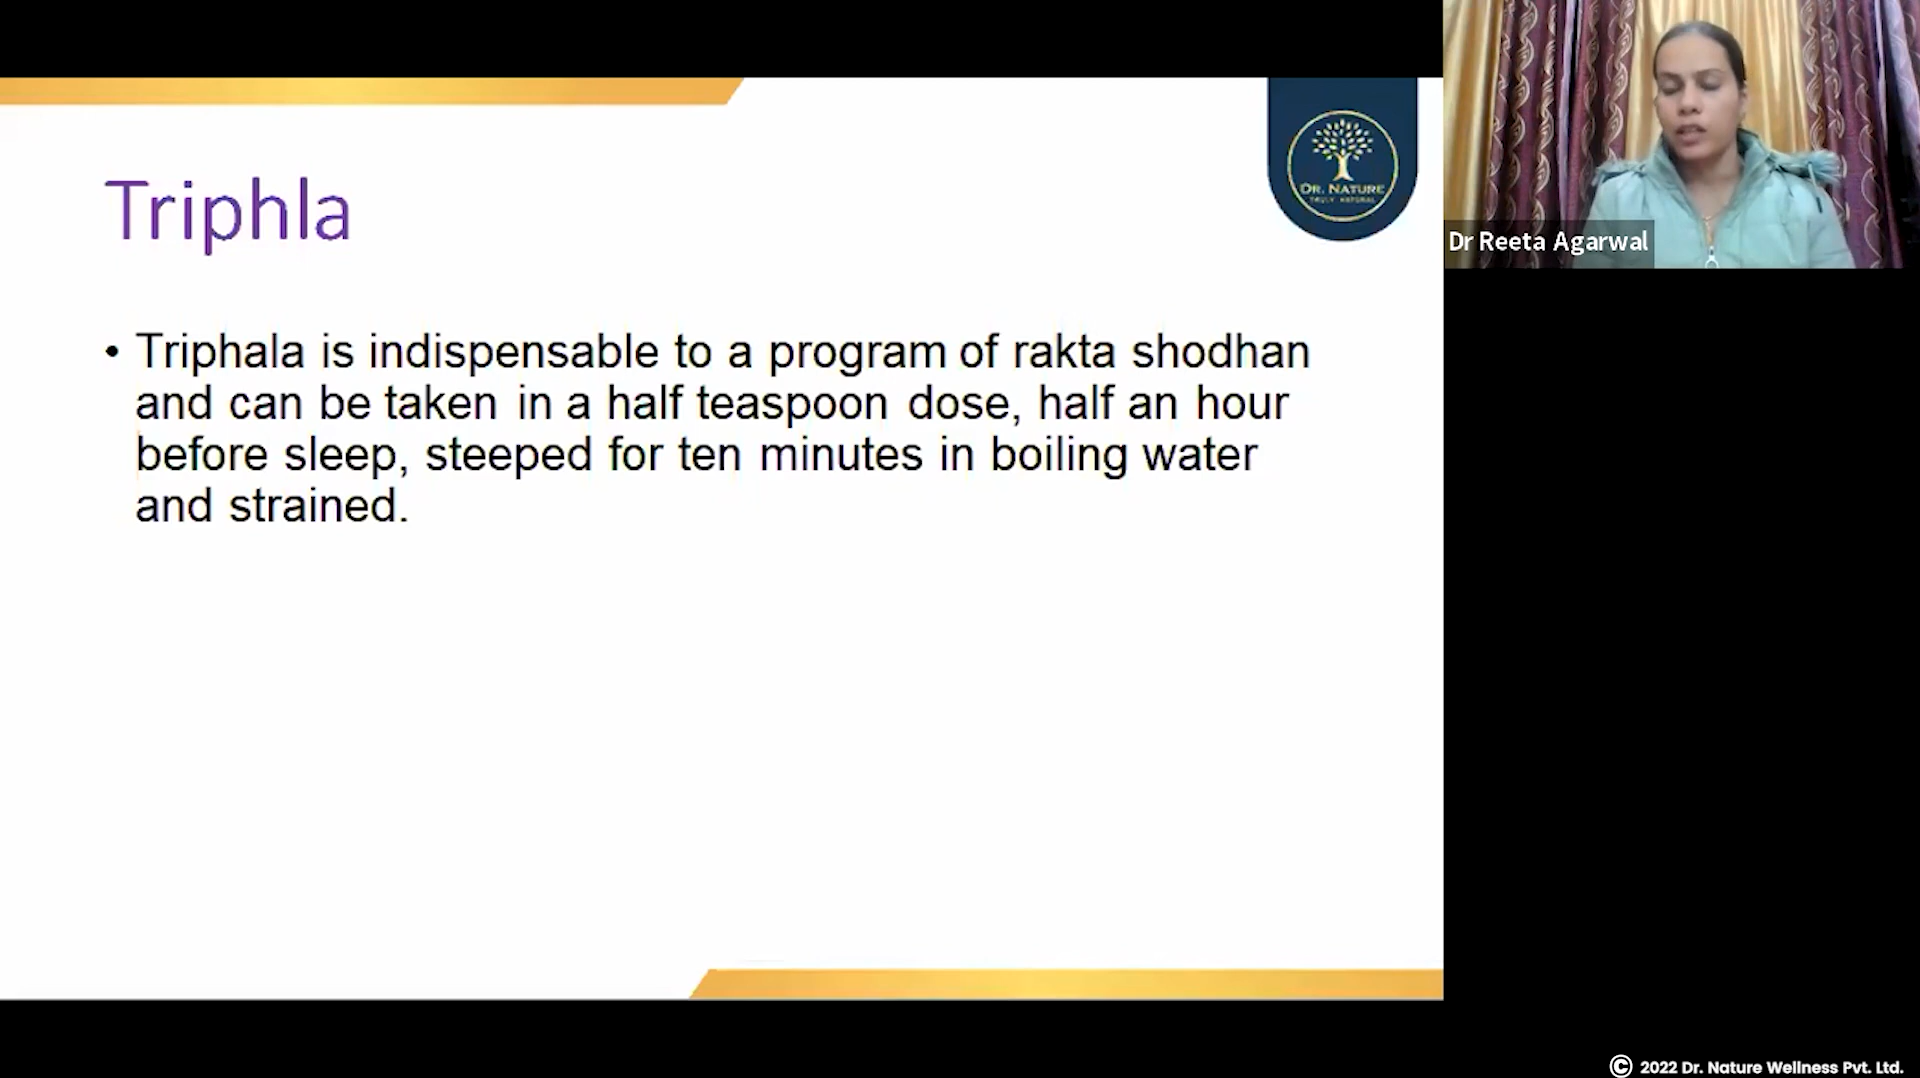 Triphla
• Triphala is indispensable to a program of rakta shodhan
and can be taken in a half teaspoon dose, half an hour
before sleep, steeped for ten minutes in boiling water
and strained.
DR. NATURE
TRULY NATURAL
Dr Reeta Agarwal
© 2022 Dr. Nature Wellness Pvt. Ltd.